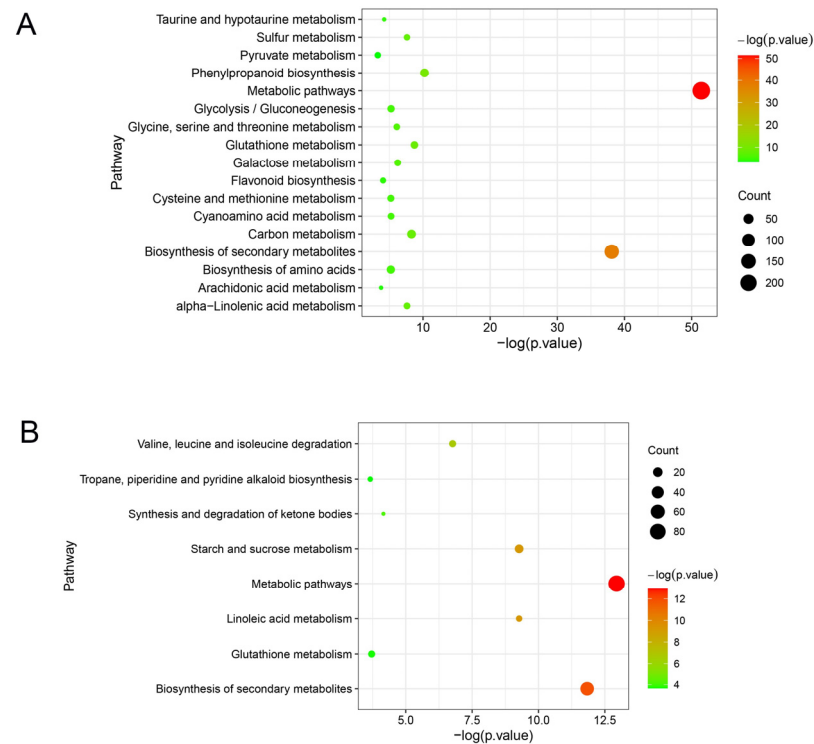 A
Taurine and hypotaurine metabolism
Sulfur metabolism
Pyruvate metabolism
Phenylpropanoid biosynthesis
Metabolic pathways
Glycolysis / Gluconeogenesis
Glycine, serine and threonine metabolism
Glutathione metabolism
Galactose metabolism
Flavonoid biosynthesis
Cysteine and methionine metabolism
Cyanoamino acid metabolism
Carbon metabolism
Biosynthesis of secondary metabolites
Biosynthesis of amino acids
Arachidonic acid metabolism
alpha−Linolenic acid metabolism
Pathway
10 20 30 40 50
−log(p.value)
−log(p.value)
50
40
30
20
10
Count
50
100
150
200
B
Valine, leucine and isoleucine degradation
Tropane, piperidine and pyridine alkaloid biosynthesis
Synthesis and degradation of ketone bodies
Starch and sucrose metabolism
Metabolic pathways
Linoleic acid metabolism
Glutathione metabolism
Biosynthesis of secondary metabolites
Pathway
5.0 7.5 10.0 12.5
−log(p.value)
Count
20
40
60
80
−log(p.value)
12
10
8
6
4